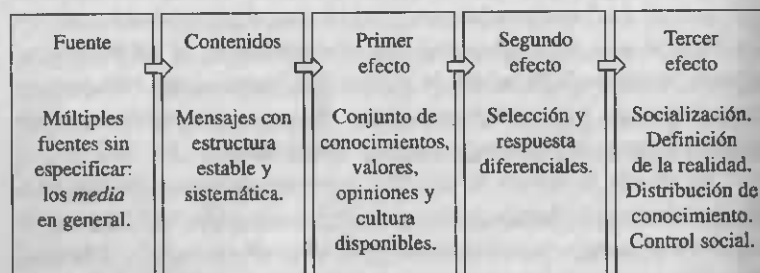 Fuente
Múltiples
fuentes sin
especificar:
los media
en general.
Contenidos
Mensajes con
estructura
estable y
sistemática.
Primer
efecto
Conjunto de
conocimientos,
valores,
opiniones y
cultura
disponibles.
Segundo
efecto
Selección y
respuesta
diferenciales.
Tercer
efecto
Socialización.
Definición
de la realidad.
Distribución de
conocimiento.
Control social.